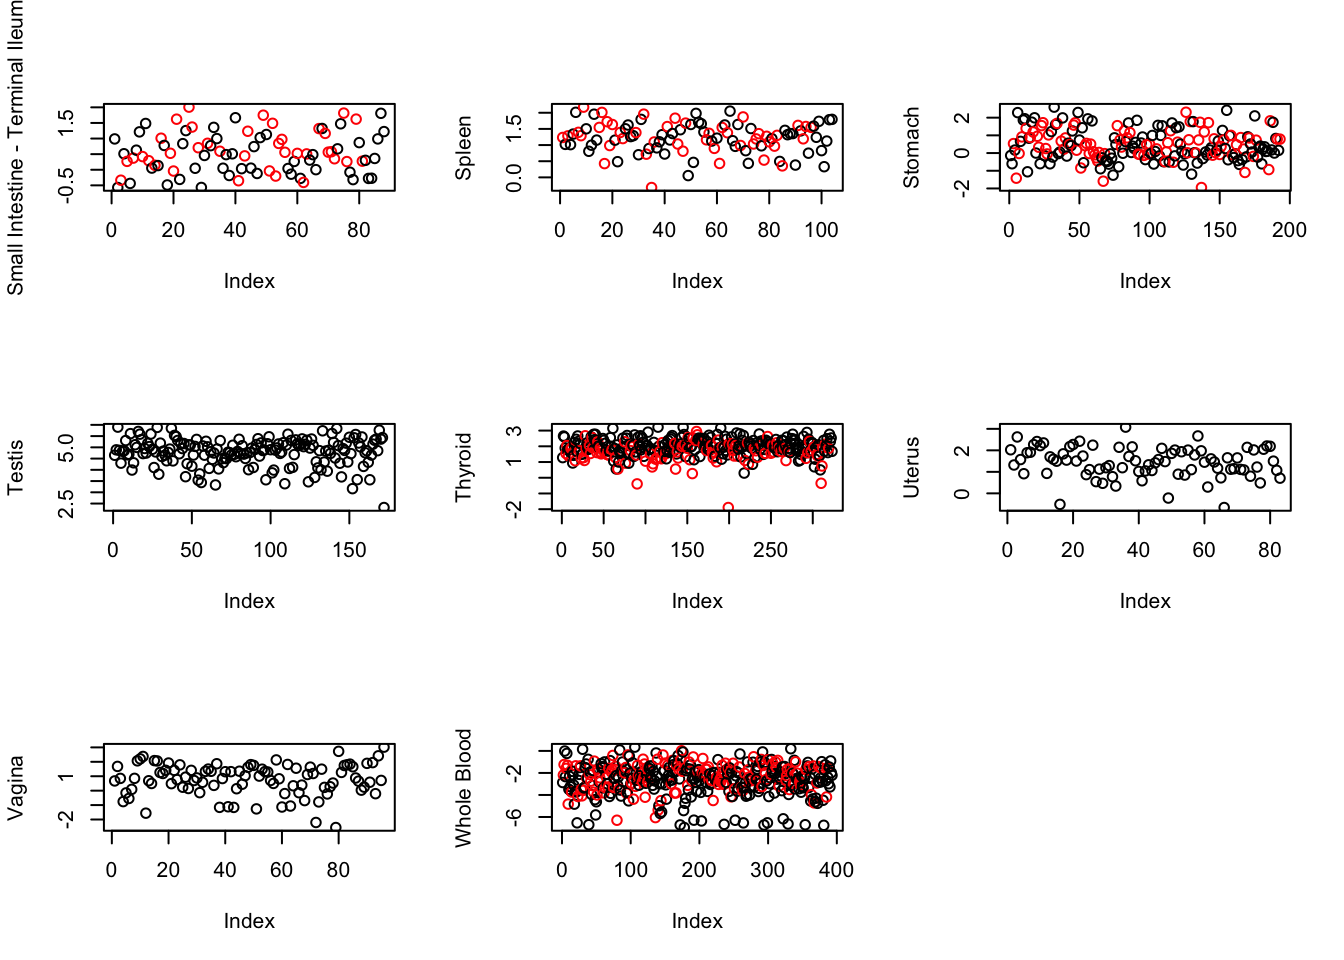 Small Intestine - Terminal Ileum
-0.5 1.5
0 20 40 60 80
Index
Spleen
0.0 1.5
0 20 40 60 80 100
Index
Stomach
-2 0 2
0 50 100 150 200
Index
Testis
2.5 5.0
0 50 100 150
Index
Thyroid
-2 1 3
0 50 150 250
Index
Uterus
0 2
0 20 40 60 80
Index
Vagina
-2 1
0 20 40 60 80
Index
Whole Blood
-6 -2
0 100 200 300 400
Index